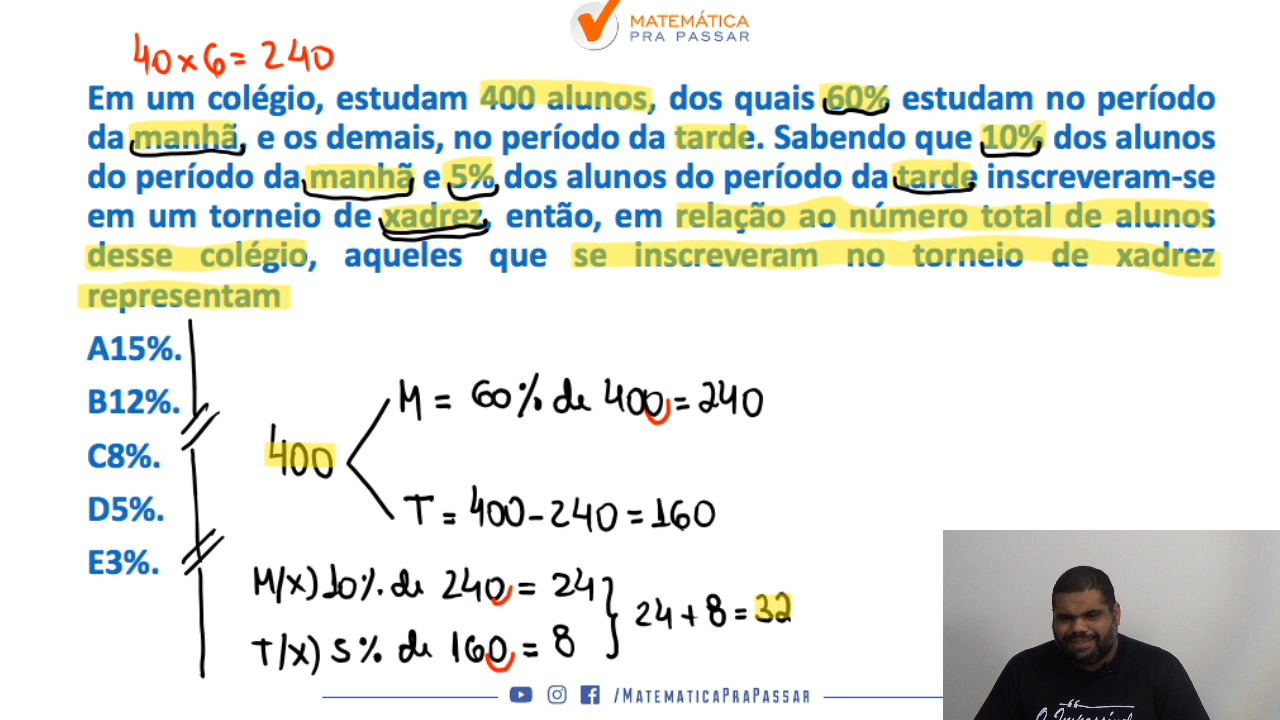 MATEMÁTICA
PRA PASSAR
40 x 6 = 240
Em um colégio, estudam 400 alunos, dos quais 60% estudam no período
da manhã, e os demais, no período da tarde. Sabendo que 10% dos alunos
do período da manhã e 5% dos alunos do período da tarde inscreveram-se
em um torneio de xadrez, então, em relação ao número total de alunos
desse colégio, aqueles que se inscreveram no torneio de xadrez
representam
A15%.
B12%.
C8%.
D5%.
E3%.
M = 60% de 400 = 240
400
T = 400 - 240 = 160
M/X) 10% de 240 = 24
24 + 8 = 32
T/X) 5% de 160 = 8
/MATEMATICAPRAPASSAR
O Impossível